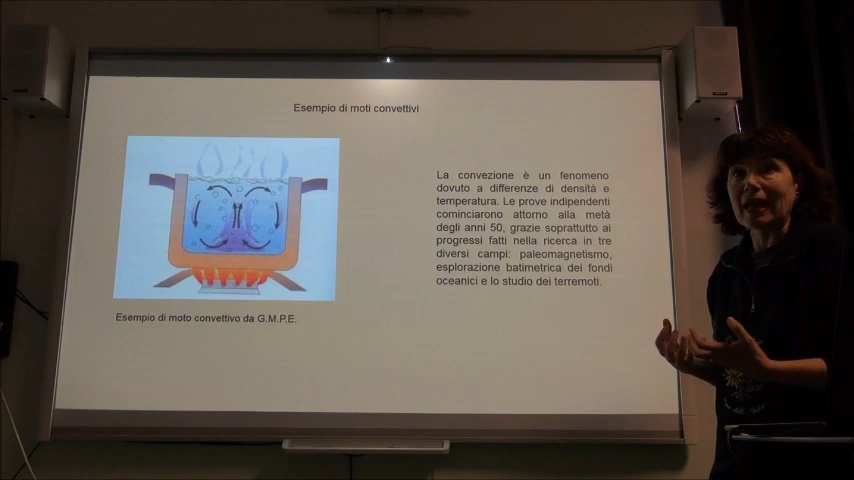 Esempio di moti convettivi
La convezione è un fenomeno
dovuto a differenze di densità e
temperatura. Le prove indipendenti
cominciarono attorno alla metà
degli anni 50, grazie soprattutto ai
progressi fatti nella ricerca in tre
diversi campi: paleomagnetismo,
esplorazione batimetrica dei fondi
oceanici e lo studio dei terremoti.
Esempio di moto convettivo da G.M.P.E.